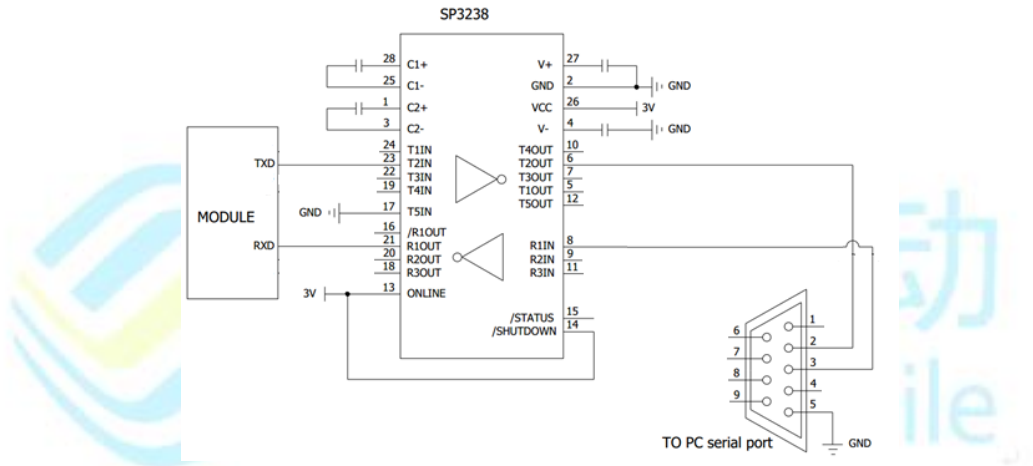 SP3238
28 C1+ V+ 27
25 C1- GND 2 GND
1 C2+ VCC 26 3V
3 C2- V- 4 GND
24 T1IN T4OUT 10
TXD 23 T2IN T2OUT 6
22 T3IN T3OUT 7
19 T4IN T1OUT 5
T5OUT 12
MODULE GND 17 T5IN
16 /R1OUT
RXD 21 R1OUT R1IN 8
20 R2OUT R2IN 9
18 R3OUT R3IN 11
3V 13 ONLINE
/STATUS 15
/SHUTDOWN 14
1
6
2
7
3
8
4
9
5
TO PC serial port GND
动
ile